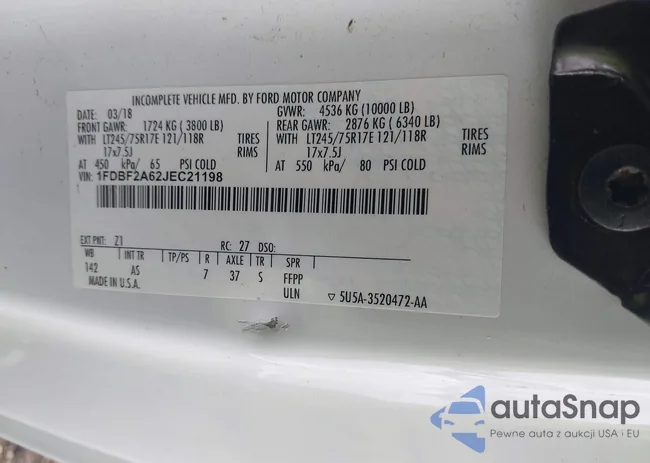 INCOMPLETE VEHICLE MFD. BY FORD MOTOR COMPANY
DATE: 03/18 GVWR: 4536 KG (10000 LB)
FRONT GAWR: 1724 KG ( 3800 LB) REAR GAWR: 2876 KG ( 6340 LB)
WITH LT245/75R17E 121/118R TIRES WITH LT245/75R17E 121/118R TIRES
17x7.5J RIMS 17x7.5J RIMS
AT 450 kPa/ 65 PSI COLD AT 550 kPa/ 80 PSI COLD
VIN: 1FDBF2A62JEC21198
EXT PNT: Z1 RC: 27 DSO:
WB INT TR TP/PS R AXLE TR SPR
142 AS 7 37 S FFPP
MADE IN U.S.A. ULN ▽ 5U5A-3520472-AA
autaSnap
Pewne auta z aukcji USA i EU